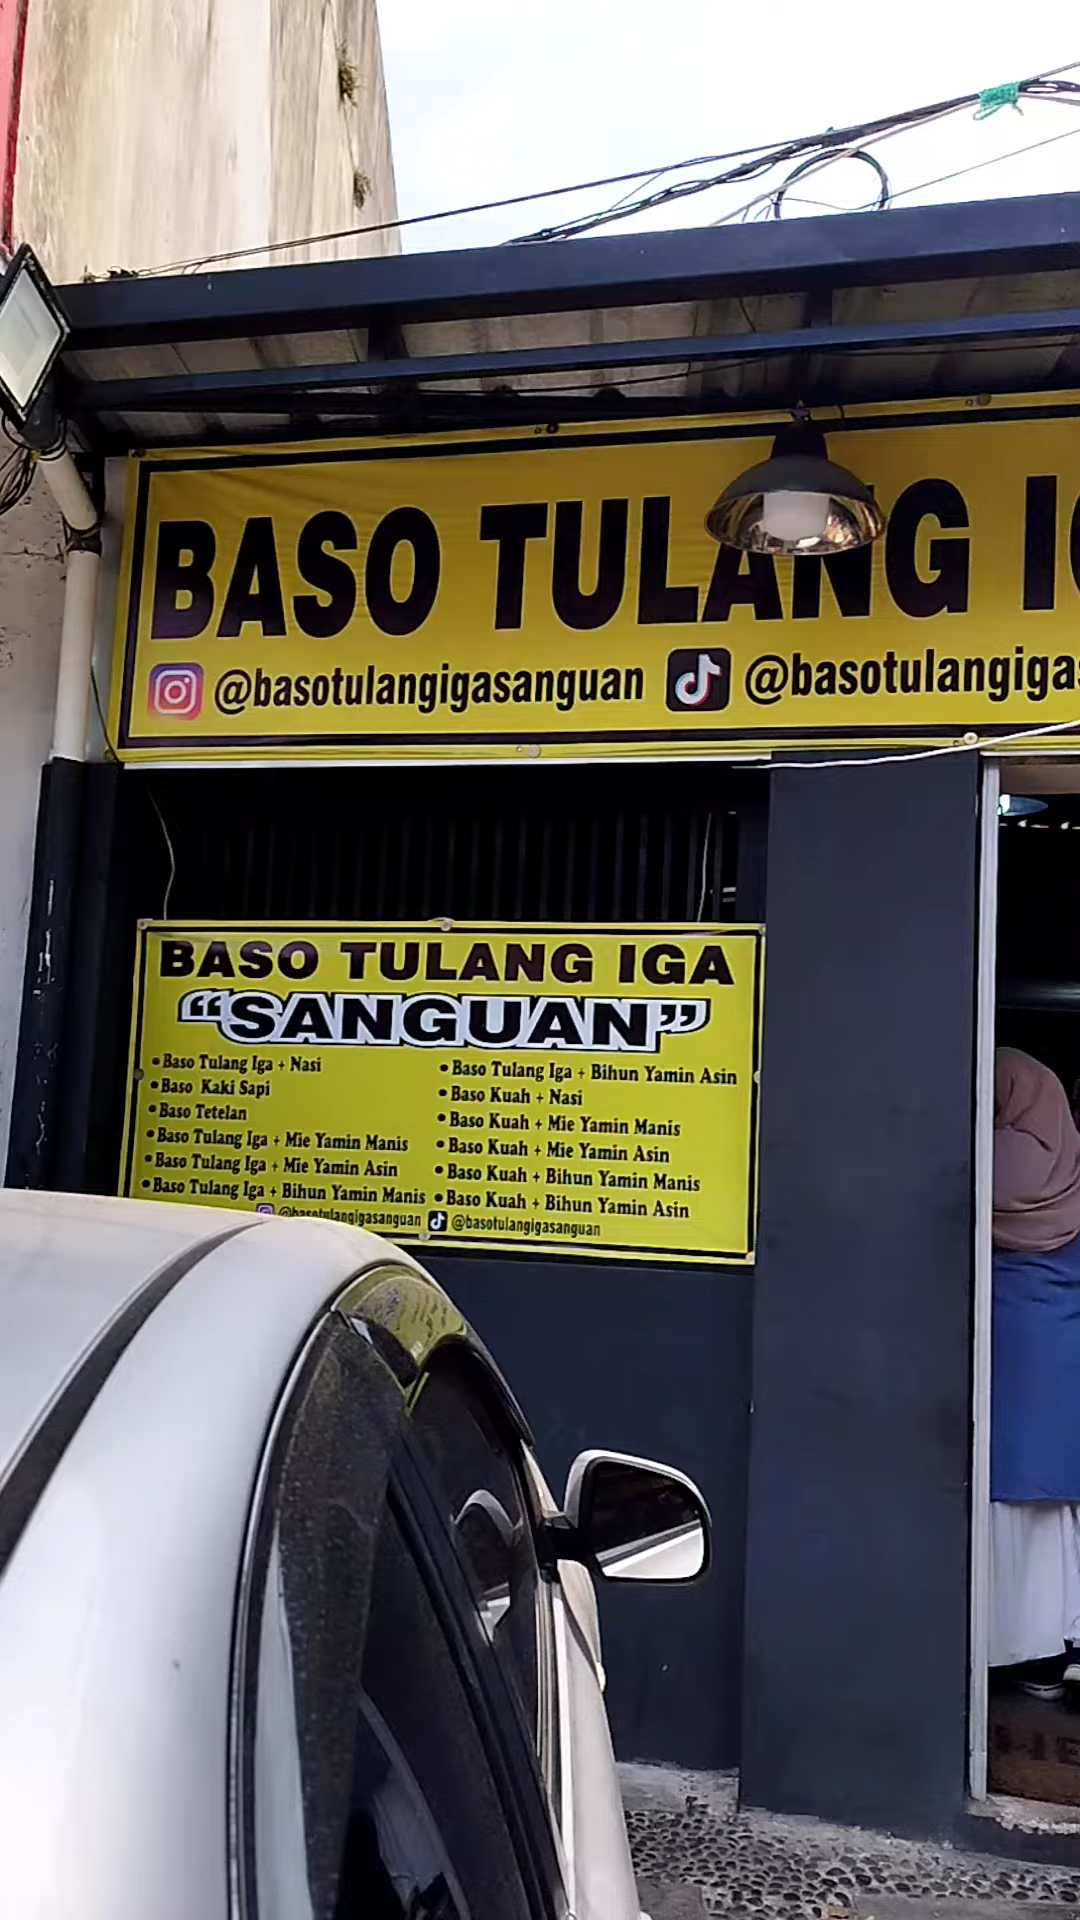 BASO TULANG
@basotulangigasanguan @basotulangigas
BASO TULANG IGA
“SANGUAN”
• Baso Tulang Iga + Nasi
• Baso Kaki Sapi
• Baso Tetelan
• Baso Tulang Iga + Mie Yamin Manis
• Baso Tulang Iga + Mie Yamin Asin
• Baso Tulang Iga + Bihun Yamin Manis
• Baso Tulang Iga + Bihun Yamin Asin
• Baso Kuah + Nasi
• Baso Kuah + Mie Yamin Manis
• Baso Kuah + Mie Yamin Asin
• Baso Kuah + Bihun Yamin Manis
• Baso Kuah + Bihun Yamin Asin
@basotulangigasanguan @basotulangigasanguan